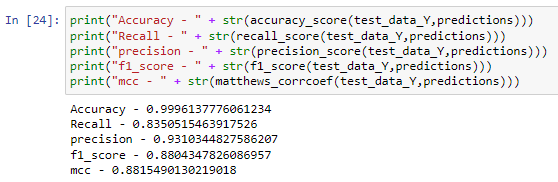 In [24]: print("Accuracy - " + str(accuracy_score(test_data_Y,predictions)))
print("Recall - " + str(recall_score(test_data_Y,predictions)))
print("precision - " + str(precision_score(test_data_Y,predictions)))
print("f1_score - " + str(f1_score(test_data_Y,predictions)))
print("mcc - " + str(matthews_corrcoef(test_data_Y,predictions)))
Accuracy - 0.9996137776061234
Recall - 0.8350515463917526
precision - 0.9310344827586207
f1_score - 0.8804347826086957
mcc - 0.8815490130219018